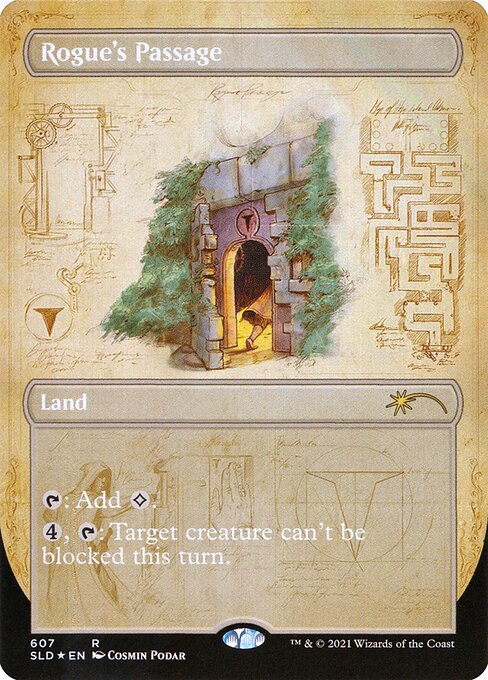 Rogue's Passage
Land
: Add .
4, : Target creature can't be
blocked this turn.
607 R
SLD ★ EN Cosmin Podar
™ & © 2021 Wizards of the Coast